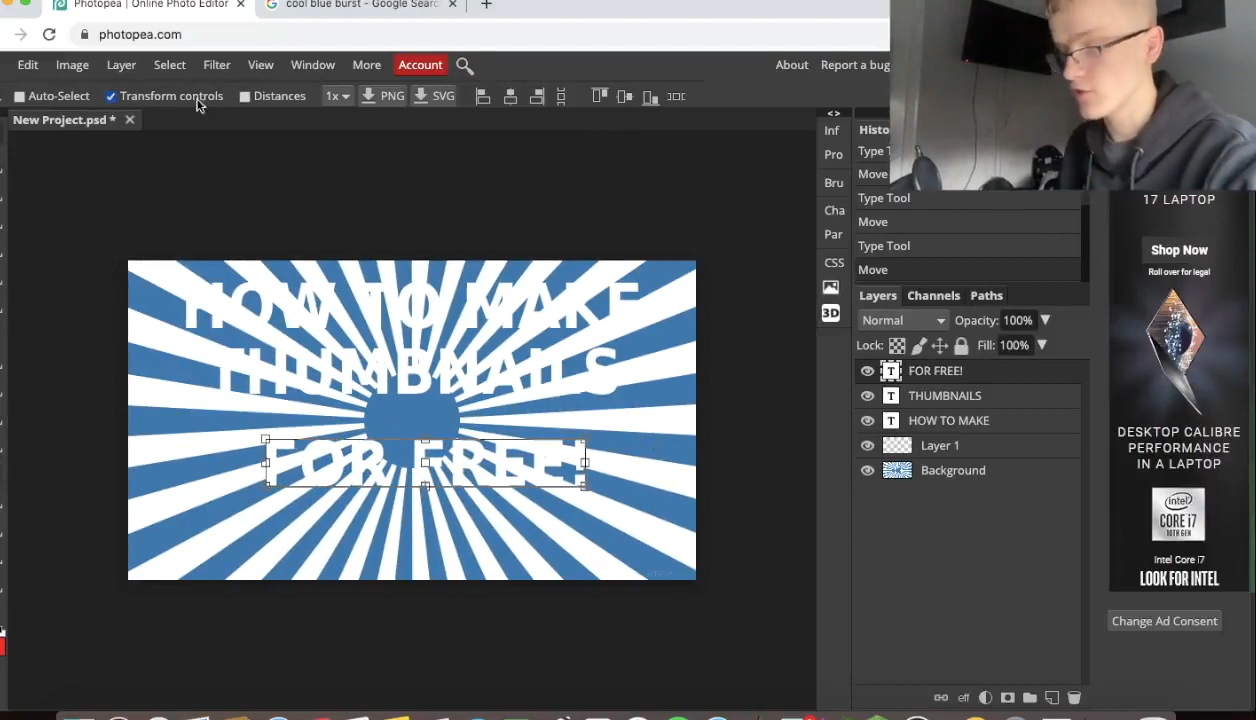 Photopea | Online Photo Editor
cool blue burst - Google Sear
photopea.com
Edit Image Layer Select Filter View Window More Account About Report a bug
Auto-Select Transform controls Distances 1x PNG SVG
New Project.psd *
Inf
Pro
Bru
Cha
Par
CSS
3D
Histo
Type T
Move
Type Tool
Move
Type Tool
Move
Layers Channels Paths
Normal Opacity: 100%
Lock: Fill: 100%
T FOR FREE!
T THUMBNAILS
T HOW TO MAKE
Layer 1
Background
eff
HOW TO MAKE
THUMBNAILS
FOR FREE!
17 LAPTOP
Shop Now
Roll over for legal
DESKTOP CALIBRE
PERFORMANCE
IN A LAPTOP
intel
CORE i7
10TH GEN
Intel Core i7
LOOK FOR INTEL
Change Ad Consent